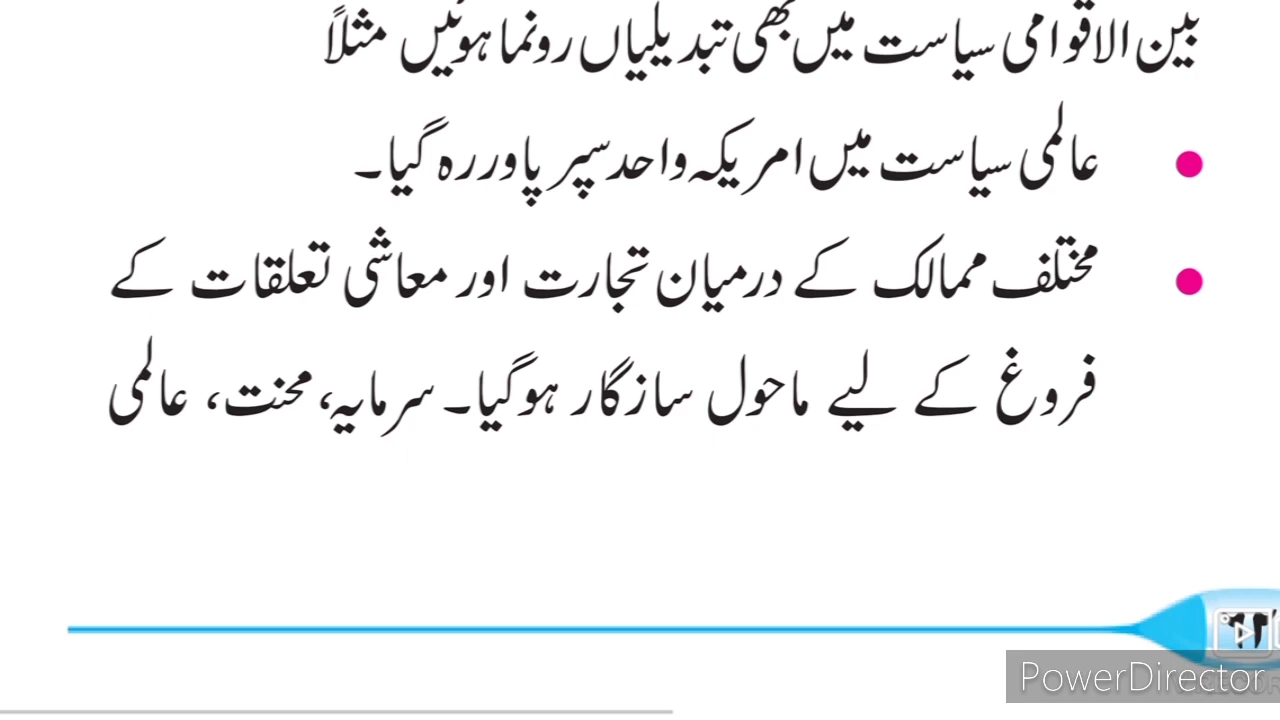 بین الاقوامی سیاست میں بھی تبدیلیاں رونما ہوئیں مثلاً
● عالمی سیاست میں امریکہ واحد سپر پاور رہ گیا۔
● مختلف ممالک کے درمیان تجارت اور معاشی تعلقات کے
فروغ کے لیے ماحول سازگار ہوگیا۔ سرمایہ، محنت، عالمی
PowerDirector